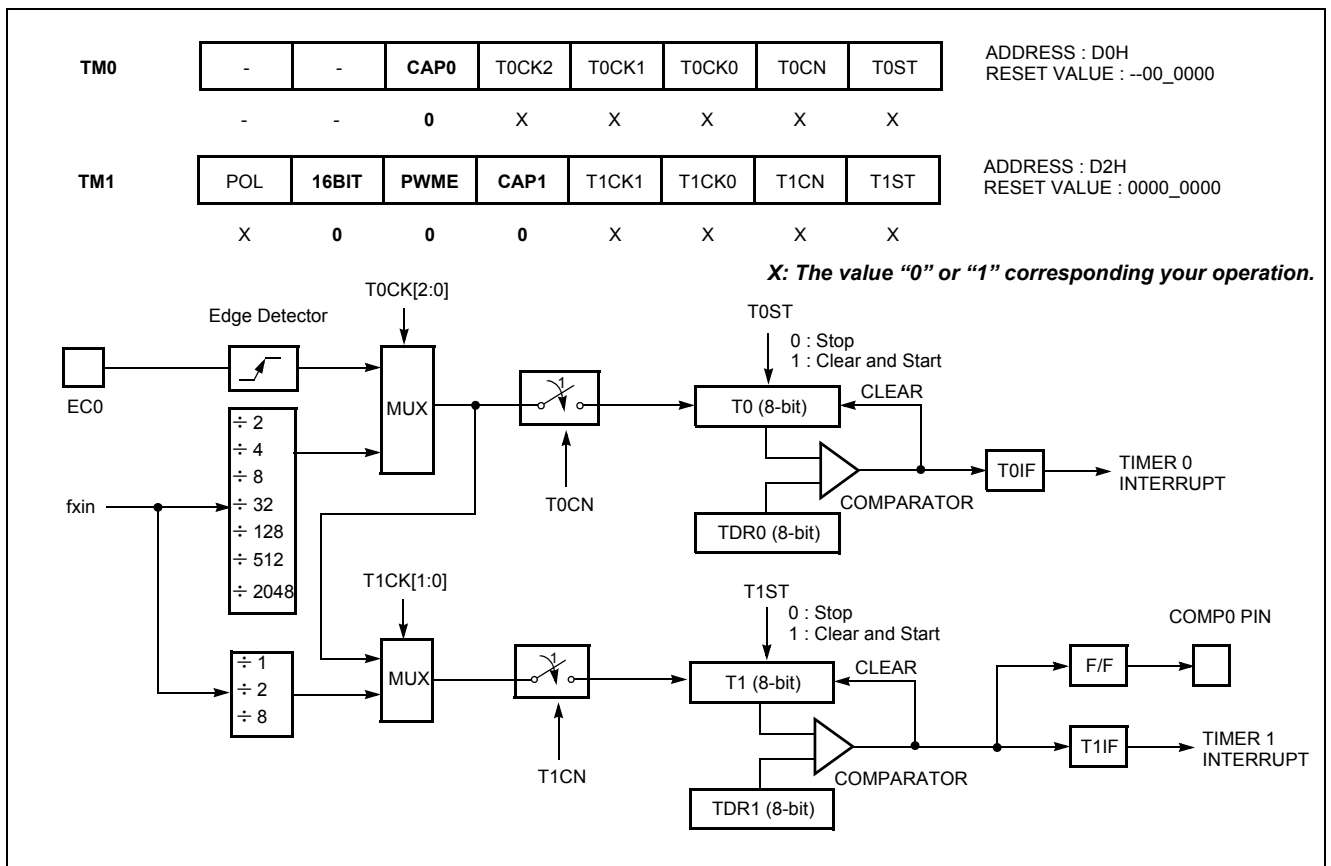 TM0 - - CAP0 T0CK2 T0CK1 T0CK0 T0CN T0ST ADDRESS : D0H
RESET VALUE : --00_0000
- - 0 X X X X X
TM1 POL 16BIT PWME CAP1 T1CK1 T1CK0 T1CN T1ST ADDRESS : D2H
RESET VALUE : 0000_0000
X 0 0 0 X X X X
X: The value “0” or “1” corresponding your operation.
T0CK[2:0]
Edge Detector
EC0
MUX
1
T0CN
T0ST
0 : Stop
1 : Clear and Start
T0 (8-bit)
CLEAR
COMPARATOR
TDR0 (8-bit)
T0IF
TIMER 0
INTERRUPT
fxin
÷ 2
÷ 4
÷ 8
÷ 32
÷ 128
÷ 512
÷ 2048
T1CK[1:0]
÷ 1
÷ 2
÷ 8
MUX
1
T1CN
T1ST
0 : Stop
1 : Clear and Start
T1 (8-bit)
CLEAR
COMPARATOR
TDR1 (8-bit)
COMP0 PIN
F/F
T1IF
TIMER 1
INTERRUPT